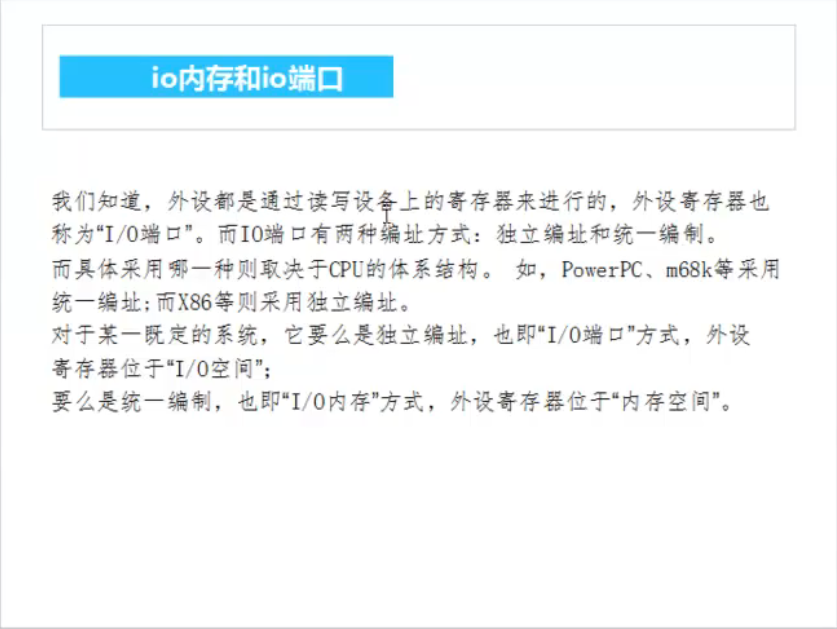 io内存和io端口
我们知道，外设都是通过读写设备上的寄存器来进行的，外设寄存器也
称为“I/O端口”。而IO端口有两种编址方式：独立编址和统一编制。
而具体采用哪一种则取决于CPU的体系结构。 如，PowerPC、m68k等采用
统一编址;而X86等则采用独立编址。
对于某一既定的系统，它要么是独立编址，也即“I/O端口”方式，外设
寄存器位于“I/O空间”；
要么是统一编制，也即“I/O内存”方式，外设寄存器位于“内存空间”。